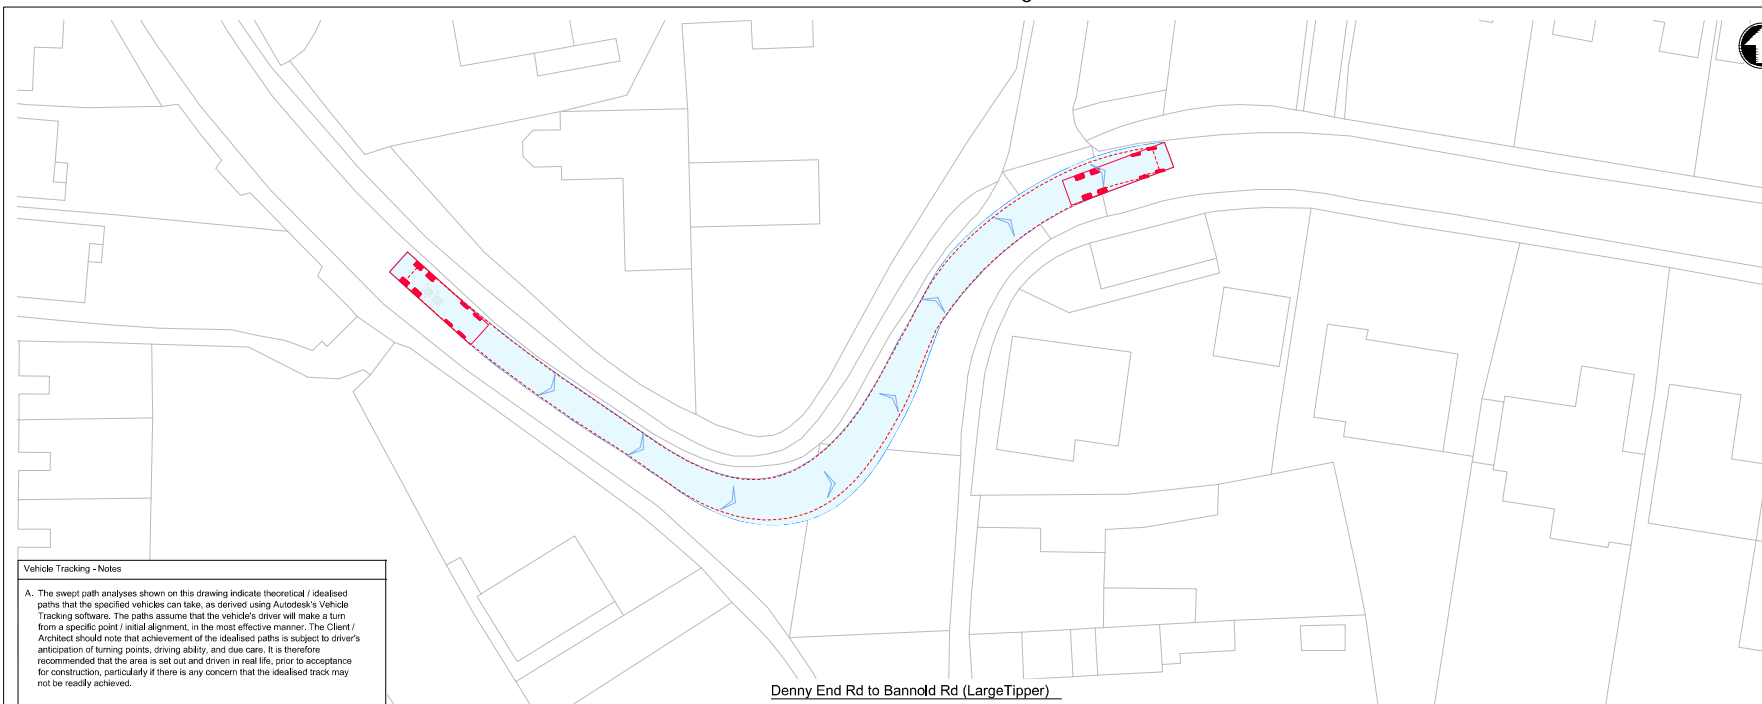 Vehicle Tracking - Notes
A. The swept path analyses shown on this drawing indicate theoretical / idealised
paths that the specified vehicles can take, as derived using Autodesk's Vehicle
Tracking software. The paths assume that the vehicle's driver will make a turn
from a specific point / initial alignment, in the most effective manner. The Client /
Architect should note that achievement of the idealised paths is subject to driver's
anticipation of turning points, driving ability, and due care. It is therefore
recommended that the area is set out and driven in real life, prior to acceptance
for construction, particularly if there is any concern that the idealised track may
not be readily achieved.
Denny End Rd to Bannold Rd (LargeTipper)